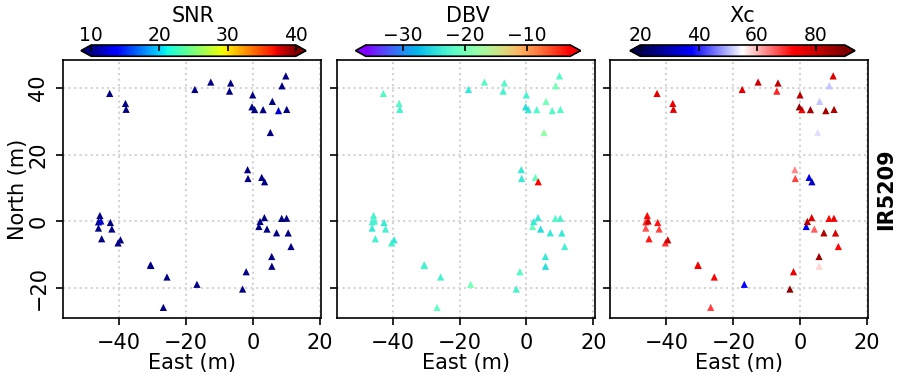 SNR DBV Xc
10 20 30 40 −30 −20 −10 20 40 60 80
North (m)
40
20
0
−20
−40 −20 0 20 −40 −20 0 20 −40 −20 0 20
East (m) East (m) East (m)
IR5209